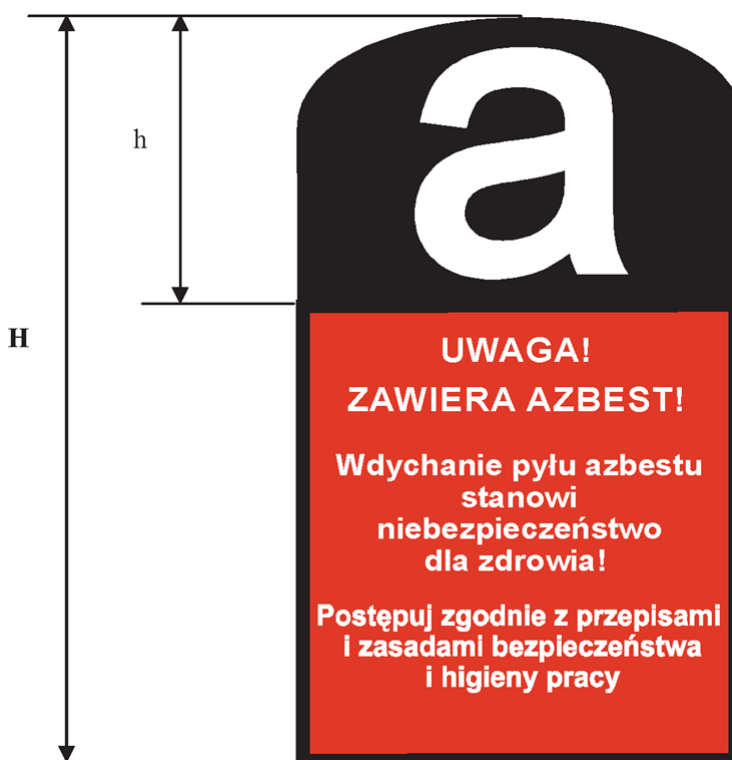 h
H
a
UWAGA!
ZAWIERA AZBEST!
Wdychanie pyłu azbestu
stanowi
niebezpieczeństwo
dla zdrowia!
Postępuj zgodnie z przepisami
i zasadami bezpieczeństwa
i higieny pracy